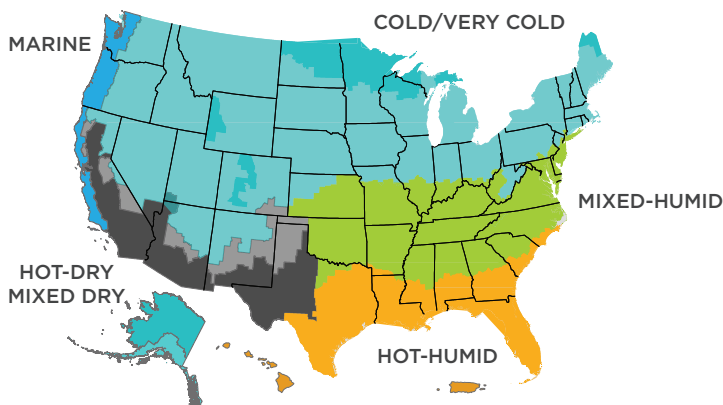 COLD/VERY COLD
MARINE
MIXED-HUMID
HOT-DRY
MIXED DRY
HOT-HUMID